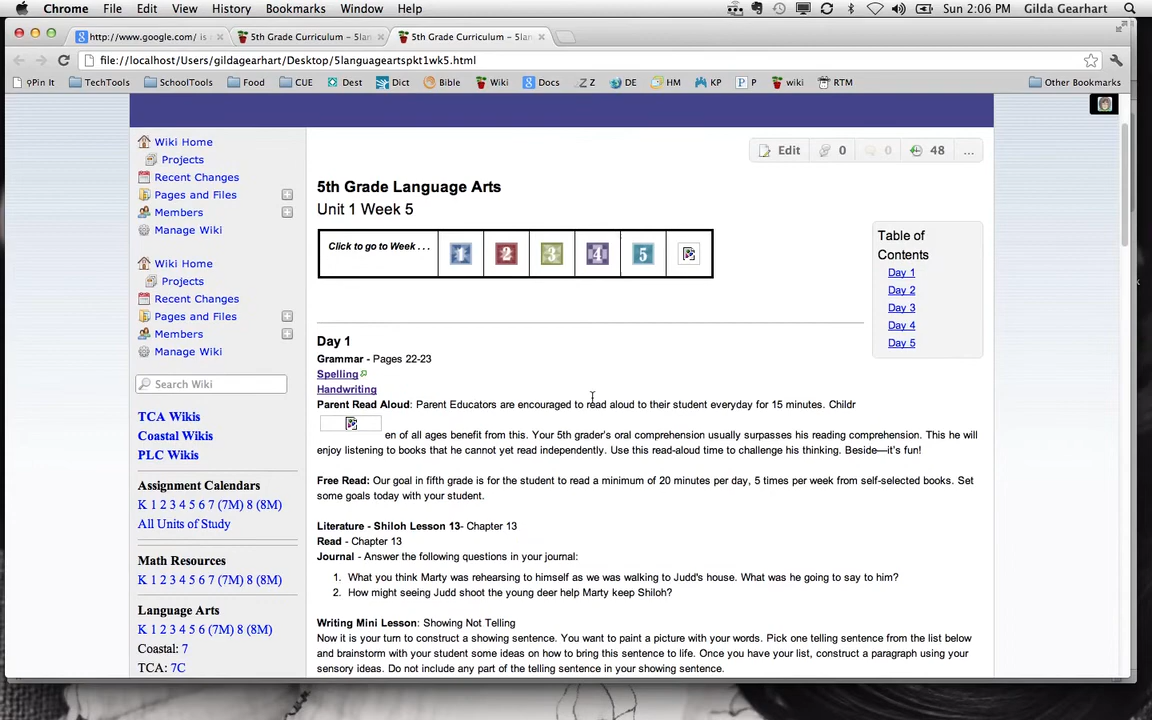 Chrome File Edit View History Bookmarks Window Help Sun 2:06 PM Gilda Gearhart
http://www.google.com/ is 5th Grade Curriculum – 5lan 5th Grade Curriculum – 5lan
file://localhost/Users/gildagearhart/Desktop/5languageartspkt1wk5.html
Pin It TechTools SchoolTools Food CUE Dest Dict Bible Wiki Docs Z DE HM KP P wiki RTM Other Bookmarks
Wiki Home
Projects
Recent Changes
Pages and Files
Members
Manage Wiki
Wiki Home
Projects
Recent Changes
Pages and Files
Members
Manage Wiki
Search Wiki
TCA Wikis
Coastal Wikis
PLC Wikis
Assignment Calendars
K 1 2 3 4 5 6 7 (7M) 8 (8M)
All Units of Study
Math Resources
K 1 2 3 4 5 6 7 (7M) 8 (8M)
Language Arts
K 1 2 3 4 5 6 (7M) 8 (8M)
Coastal: 7
TCA: 7C
Edit 0 0 48 ...
5th Grade Language Arts
Unit 1 Week 5
Click to go to Week . . . 1 2 3 4 5
Table of
Contents
Day 1
Day 2
Day 3
Day 4
Day 5
Day 1
Grammar - Pages 22-23
Spelling
Handwriting
Parent Read Aloud: Parent Educators are encouraged to read aloud to their student everyday for 15 minutes. Childr
en of all ages benefit from this. Your 5th grader's oral comprehension usually surpasses his reading comprehension. This he will
enjoy listening to books that he cannot yet read independently. Use this read-aloud time to challenge his thinking. Beside—it's fun!
Free Read: Our goal in fifth grade is for the student to read a minimum of 20 minutes per day, 5 times per week from self-selected books. Set
some goals today with your student.
Literature - Shiloh Lesson 13- Chapter 13
Read - Chapter 13
Journal - Answer the following questions in your journal:
1. What you think Marty was rehearsing to himself as we was walking to Judd's house. What was he going to say to him?
2. How might seeing Judd shoot the young deer help Marty keep Shiloh?
Writing Mini Lesson: Showing Not Telling
Now it is your turn to construct a showing sentence. You want to paint a picture with your words. Pick one telling sentence from the list below
and brainstorm with your student some ideas on how to bring this sentence to life. Once you have your list, construct a paragraph using your
sensory ideas. Do not include any part of the telling sentence in your showing sentence.